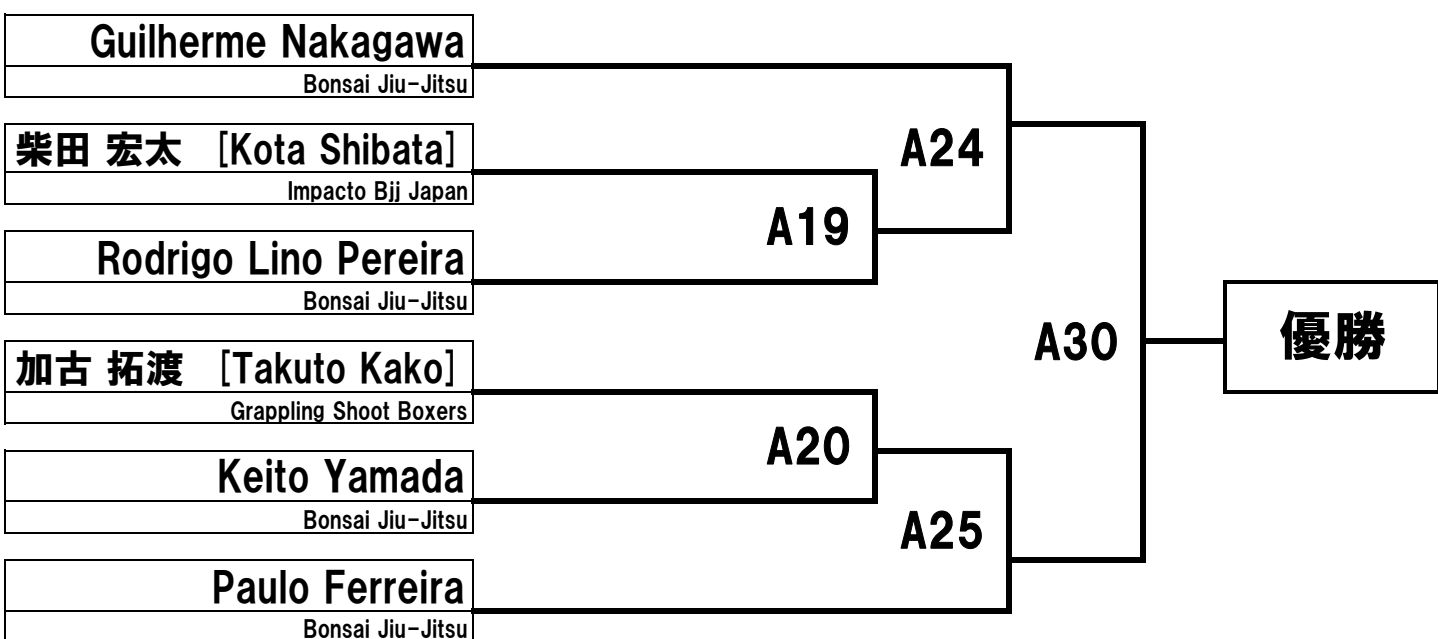 Guilherme Nakagawa
Bonsai Jiu-Jitsu
柴田 宏太 [Kota Shibata]
Impacto Bjj Japan
Rodrigo Lino Pereira
Bonsai Jiu-Jitsu
加古 拓渡 [Takuto Kako]
Grappling Shoot Boxers
Keito Yamada
Bonsai Jiu-Jitsu
Paulo Ferreira
Bonsai Jiu-Jitsu
A19
A20
A24
A25
A30
優勝